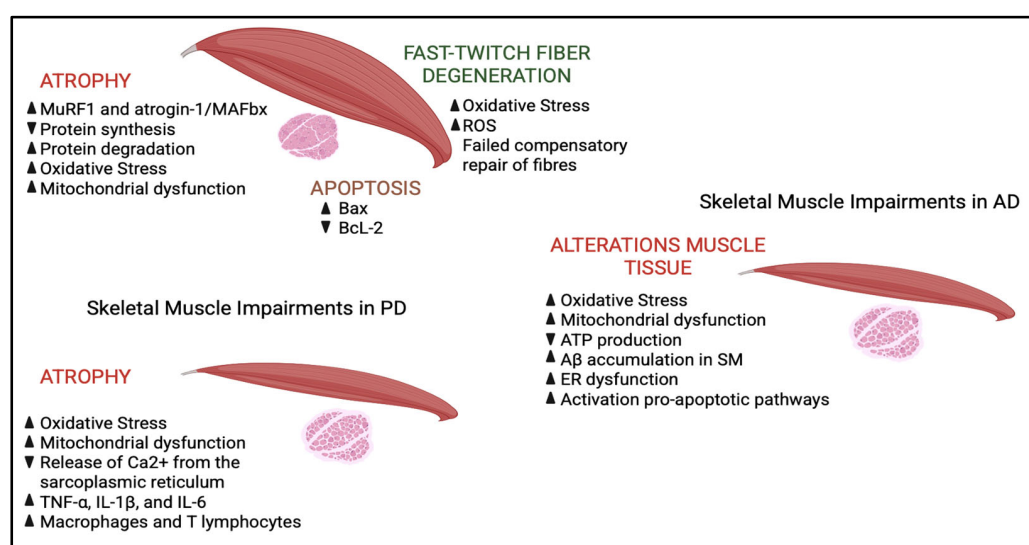 ATROPHY
▲MuRF1 and atrogin-1/MAFbx
▼Protein synthesis
▲Protein degradation
▲Oxidative Stress
▲Mitochondrial dysfunction
APOPTOSIS
▲ Bax
▼ BcL-2
FAST-TWITCH FIBER
DEGENERATION
▲Oxidative Stress
▲ROS
Failed compensatory
repair of fibres
Skeletal Muscle Impairments in AD
ALTERATIONS MUSCLE
TISSUE
▲ Oxidative Stress
▲ Mitochondrial dysfunction
▼ ATP production
▲ Aβ accumulation in SM
▲ ER dysfunction
▲ Activation pro-apoptotic pathways
Skeletal Muscle Impairments in PD
ATROPHY
▲ Oxidative Stress
▲ Mitochondrial dysfunction
▼ Release of Ca2+ from the
sarcoplasmic reticulum
▲ TNF-α, IL-1β, and IL-6
▲ Macrophages and T lymphocytes